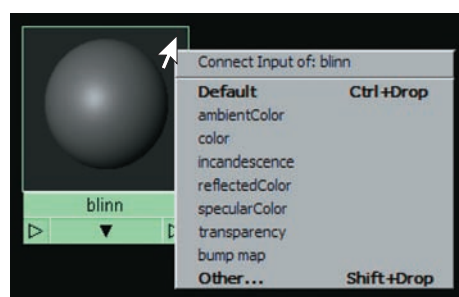 Connect Input of: blinn
Default Ctrl+Drop
ambientColor
color
incandescence
reflectedColor
specularColor
transparency
bump map
Other... Shift+Drop
blinn